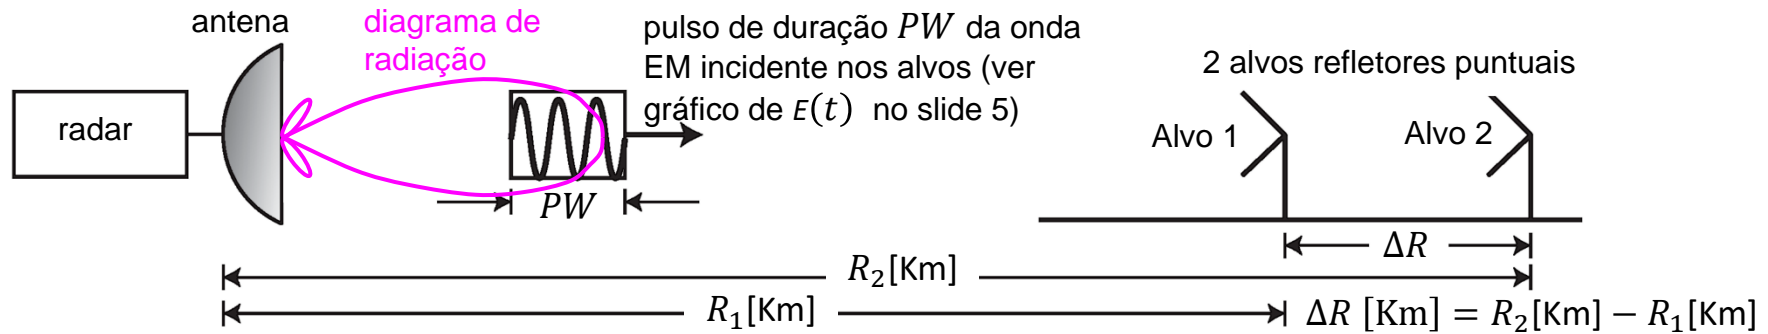 antena
diagrama de
radiação
pulso de duração PW da onda
EM incidente nos alvos (ver
gráfico de E(t) no slide 5)
2 alvos refletores puntuais
radar
Alvo 1
Alvo 2
PW
ΔR
R₂[Km]
R₁[Km]
ΔR [Km] = R₂[Km] − R₁[Km]